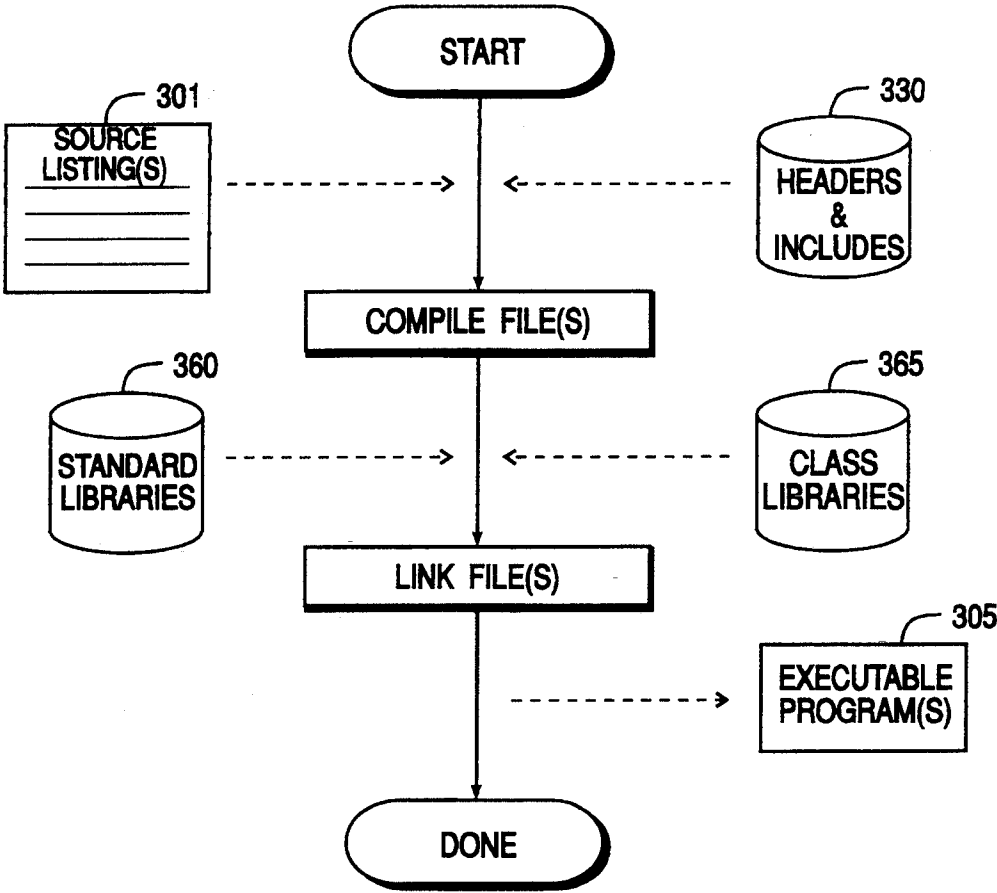 START
301
SOURCE
LISTING(S)
330
HEADERS
&
INCLUDES
COMPILE FILE(S)
360
STANDARD
LIBRARIES
365
CLASS
LIBRARIES
LINK FILE(S)
305
EXECUTABLE
PROGRAM(S)
DONE